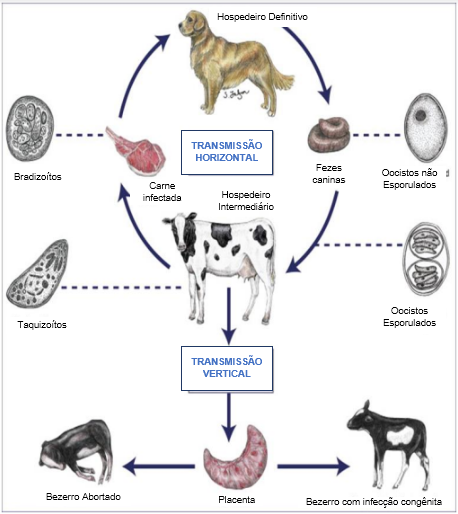 Hospedeiro Definitivo
TRANSMISSÃO
HORIZONTAL
Bradizoítos
Carne
infectada
Hospedeiro
Intermediário
Fezes
caninas
Oocistos não
Esporulados
Taquizoítos
Oocistos
Esporulados
TRANSMISSÃO
VERTICAL
Bezerro Abortado
Placenta
Bezerro com infecção congênita